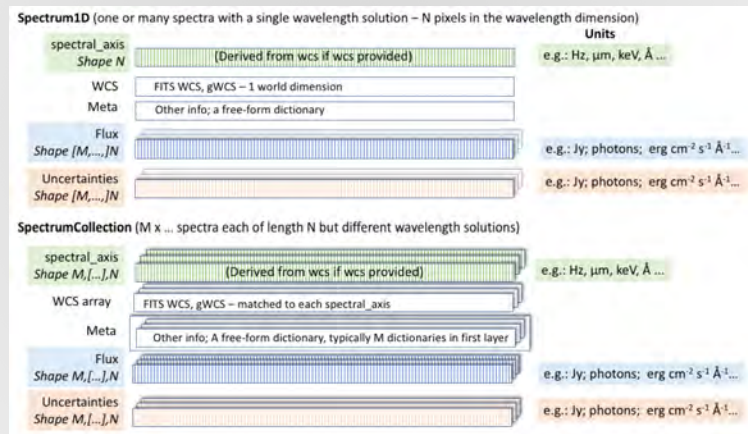 Spectrum1D (one or many spectra with a single wavelength solution – N pixels in the wavelength dimension)
Units
spectral_axis
Shape N
(Derived from wcs if wcs provided)
e.g.: Hz, μm, keV, Å ...
WCS
FITS WCS, gWCS – 1 world dimension
Meta
Other info; a free-form dictionary
Flux
Shape [M,...,]N
e.g.: Jy; photons; erg cm⁻² s⁻¹ Å⁻¹...
Uncertainties
Shape [M,...,]N
e.g.: Jy; photons; erg cm⁻² s⁻¹ Å⁻¹...
SpectrumCollection (M x ... spectra each of length N but different wavelength solutions)
spectral_axis
Shape M,[...],N
(Derived from wcs if wcs provided)
e.g.: Hz, μm, keV, Å ...
WCS array
FITS WCS, gWCS – matched to each spectral_axis
Meta
Other info; A free-form dictionary, typically M dictionaries in first layer
Flux
Shape M,[...],N
e.g.: Jy; photons; erg cm⁻² s⁻¹ Å⁻¹...
Uncertainties
Shape M,[...],N
e.g.: Jy; photons; erg cm⁻² s⁻¹ Å⁻¹...